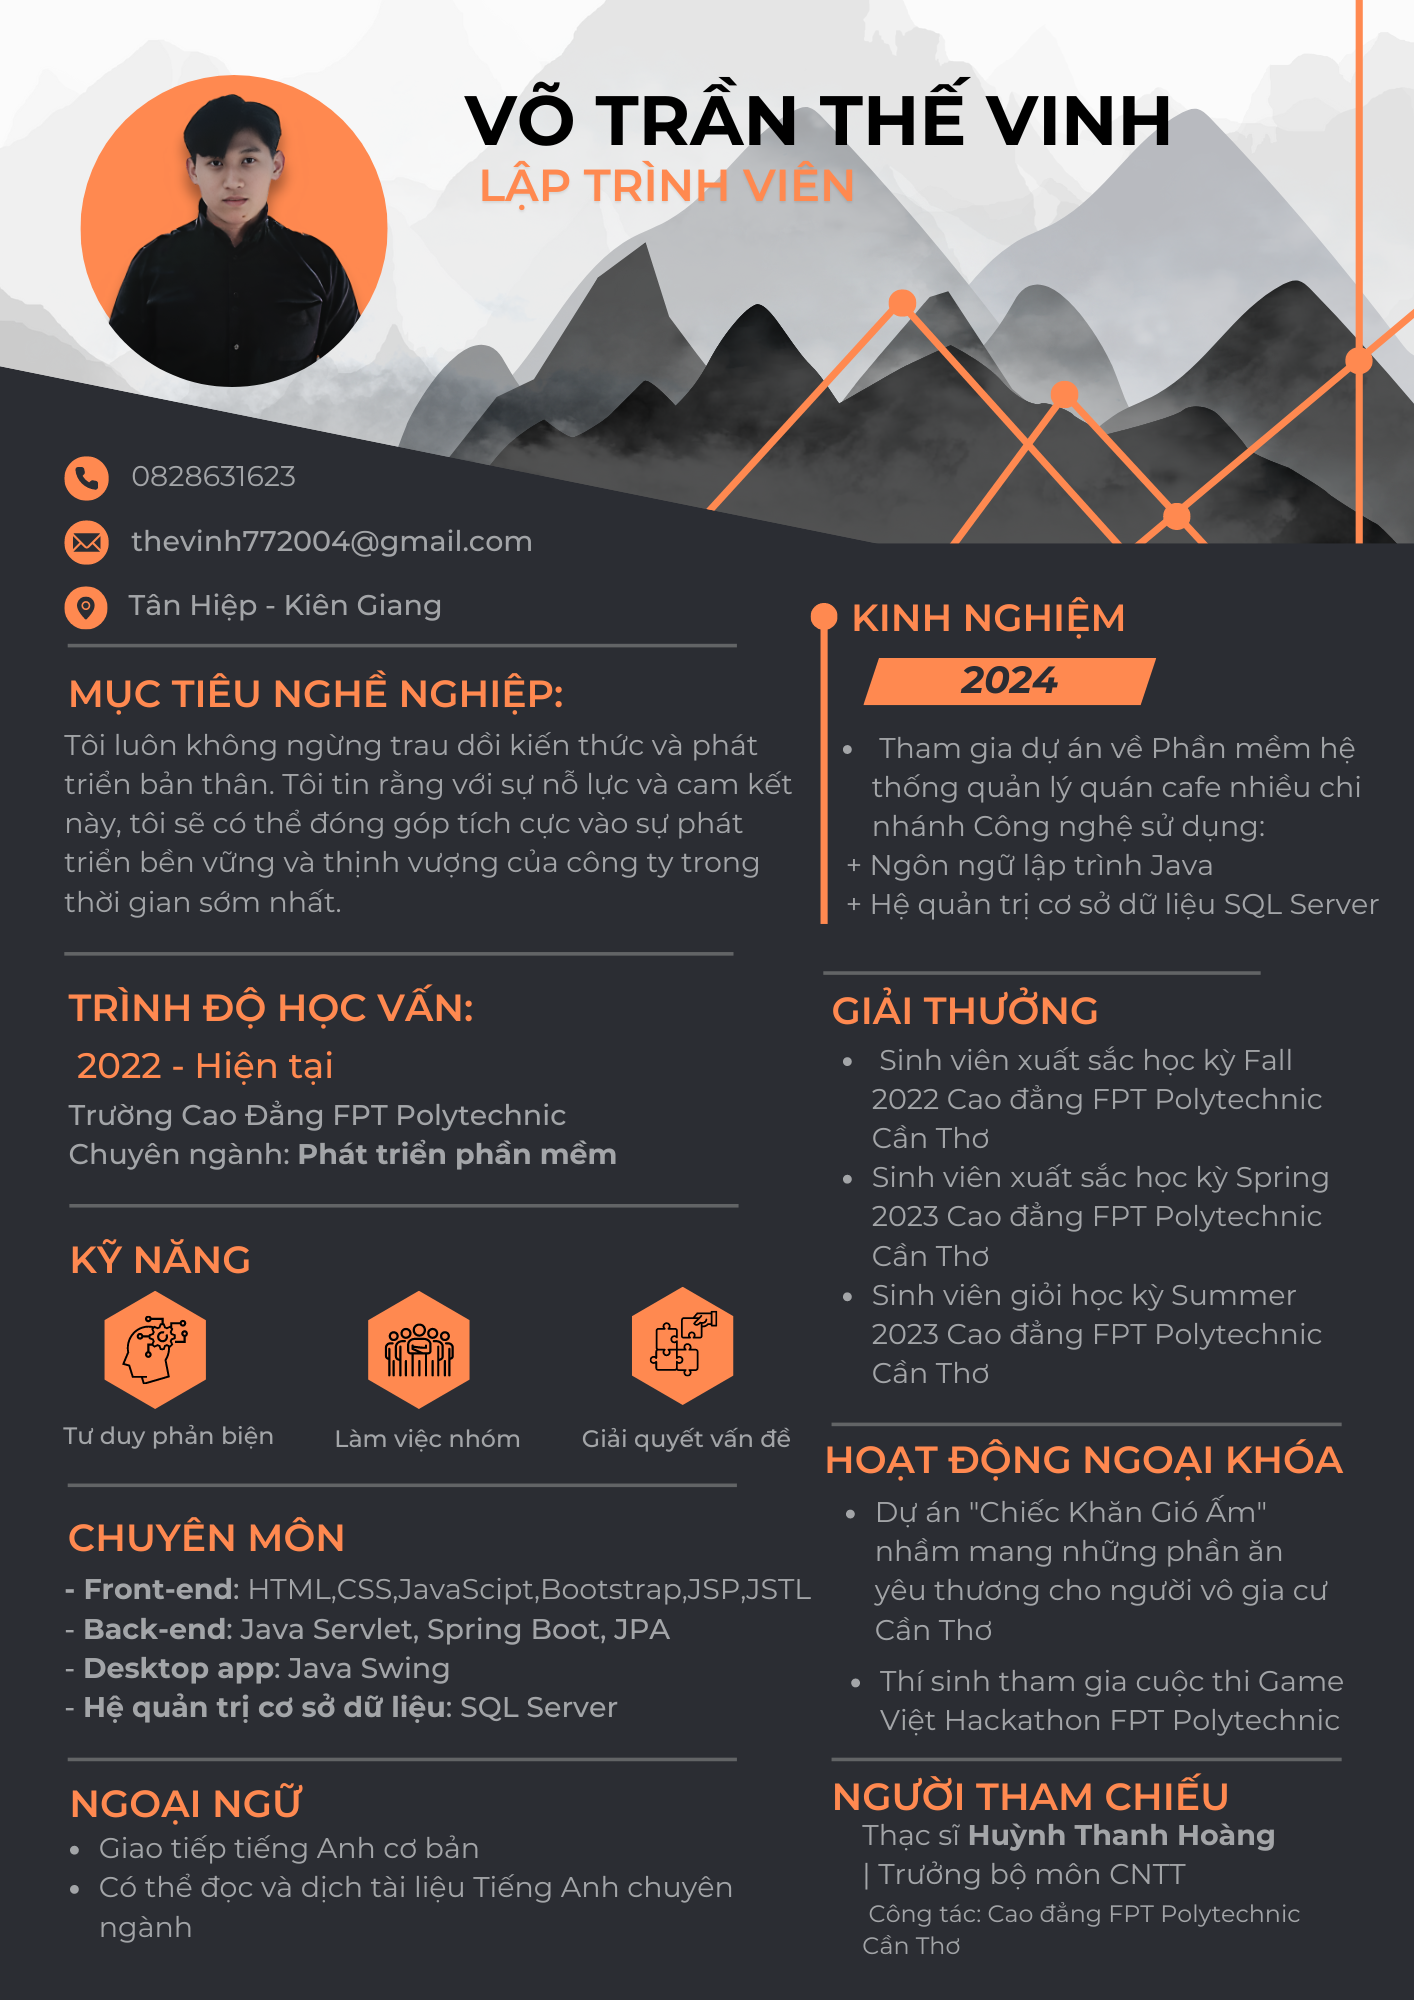 VÕ TRẦN THẾ VINH
LẬP TRÌNH VIÊN
0828631623
thevinh772004@gmail.com
Tân Hiệp - Kiên Giang
MỤC TIÊU NGHỀ NGHIỆP:
Tôi luôn không ngừng trau dồi kiến thức và phát
triển bản thân. Tôi tin rằng với sự nỗ lực và cam kết
này, tôi sẽ có thể đóng góp tích cực vào sự phát
triển bền vững và thịnh vượng của công ty trong
thời gian sớm nhất.
TRÌNH ĐỘ HỌC VẤN:
2022 - Hiện tại
Trường Cao Đẳng FPT Polytechnic
Chuyên ngành: Phát triển phần mềm
KỸ NĂNG
Tư duy phản biện
Làm việc nhóm
Giải quyết vấn đề
CHUYÊN MÔN
- Front-end: HTML,CSS,JavaScipt,Bootstrap,JSP,JSTL
- Back-end: Java Servlet, Spring Boot, JPA
- Desktop app: Java Swing
- Hệ quản trị cơ sở dữ liệu: SQL Server
NGOẠI NGỮ
• Giao tiếp tiếng Anh cơ bản
• Có thể đọc và dịch tài liệu Tiếng Anh chuyên
ngành
KINH NGHIỆM
2024
• Tham gia dự án về Phần mềm hệ
thống quản lý quán cafe nhiều chi
nhánh Công nghệ sử dụng:
+ Ngôn ngữ lập trình Java
+ Hệ quản trị cơ sở dữ liệu SQL Server
GIẢI THƯỞNG
• Sinh viên xuất sắc học kỳ Fall
2022 Cao đẳng FPT Polytechnic
Cần Thơ
• Sinh viên xuất sắc học kỳ Spring
2023 Cao đẳng FPT Polytechnic
Cần Thơ
• Sinh viên giỏi học kỳ Summer
2023 Cao đẳng FPT Polytechnic
Cần Thơ
HOẠT ĐỘNG NGOẠI KHÓA
• Dự án "Chiếc Khăn Gió Ấm"
nhầm mang những phần ăn
yêu thương cho người vô gia cư
Cần Thơ
• Thí sinh tham gia cuộc thi Game
Việt Hackathon FPT Polytechnic
NGƯỜI THAM CHIẾU
Thạc sĩ Huỳnh Thanh Hoàng
| Trưởng bộ môn CNTT
Công tác: Cao đẳng FPT Polytechnic
Cần Thơ